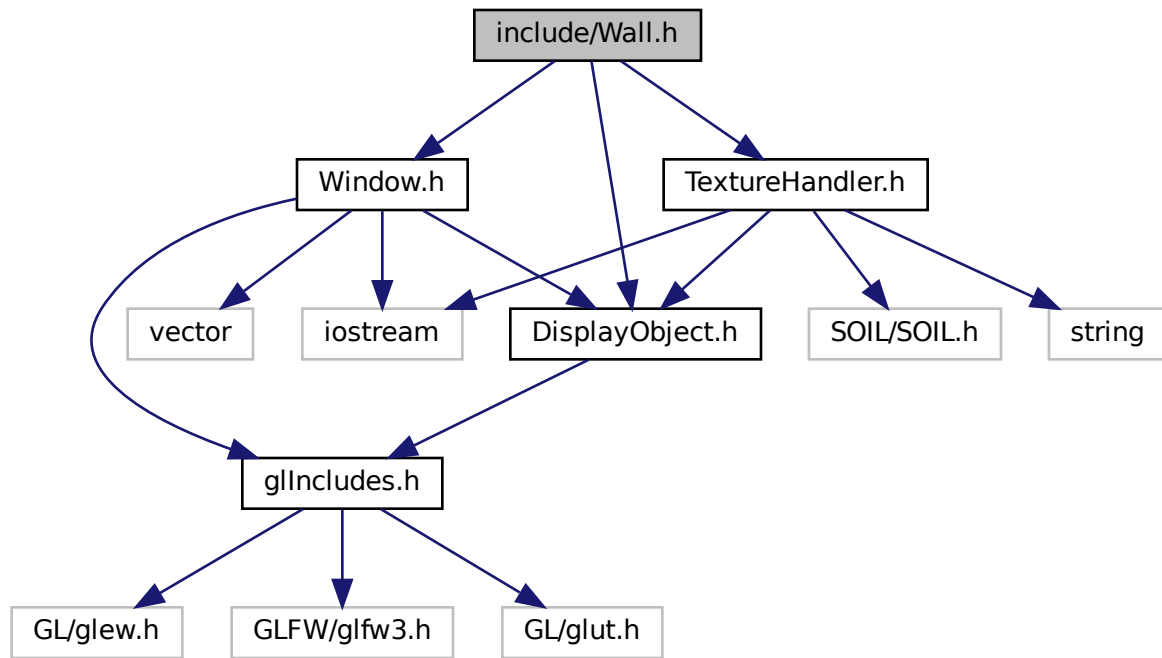 include/Wall.h
Window.h
TextureHandler.h
vector
iostream
DisplayObject.h
SOIL/SOIL.h
string
glIncludes.h
GL/glew.h
GLFW/glfw3.h
GL/glut.h